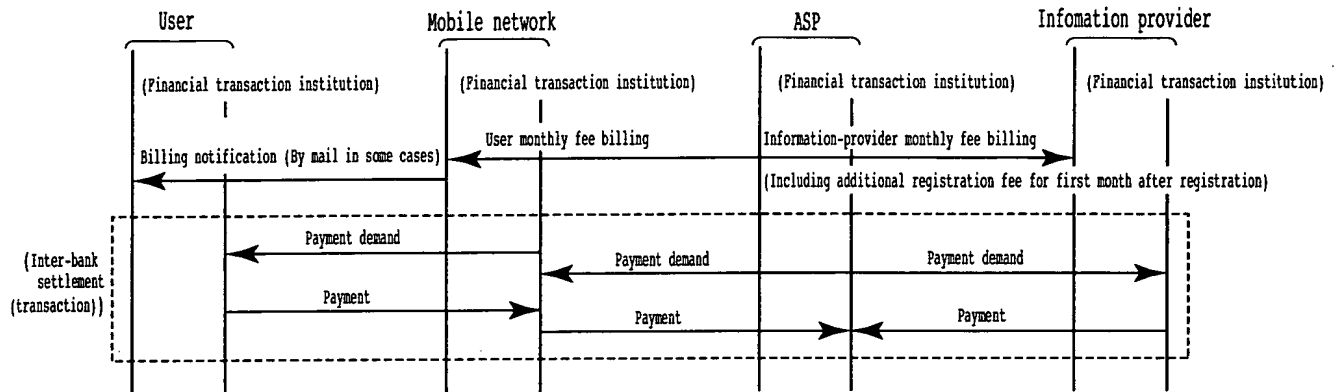 User
Mobile network
ASP
Infomation provider
(Financial transaction institution)
(Financial transaction institution)
(Financial transaction institution)
(Financial transaction institution)
User monthly fee billing
Information-provider monthly fee billing
Billing notification (By mail in some cases)
(Including additional registration fee for first month after registration)
Payment demand
(Inter-bank
settlement
(transaction))
Payment demand
Payment demand
Payment
Payment
Payment